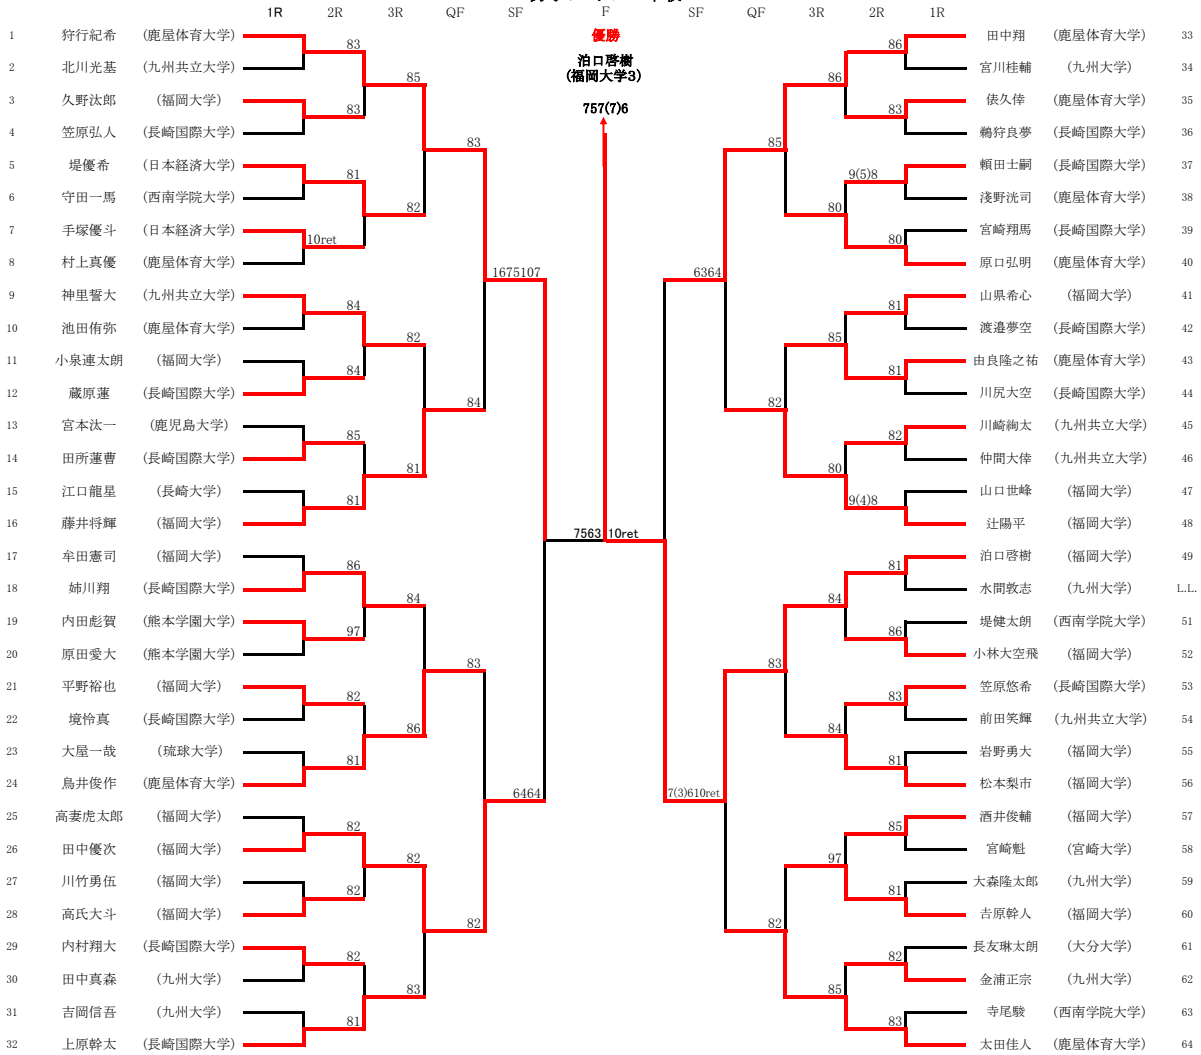 1R 2R 3R QF SF F SF QF 3R 2R 1R
優勝
泊口啓樹
(福岡大学3)
757(7)6
1 狩行紀希 (鹿屋体育大学) 田中翔 (鹿屋体育大学) 33
83 86
2 北川光基 (九州共立大学) 宮川桂輔 (九州大学) 34
85 86
3 久野汰郎 (福岡大学) 俵久倖 (鹿屋体育大学) 35
83 83
4 笠原弘人 (長崎国際大学) 鵜狩良夢 (長崎国際大学) 36
83 85
5 堤優希 (日本経済大学) 頼田士嗣 (長崎国際大学) 37
81 9(5)8
6 守田一馬 (西南学院大学) 淺野洸司 (鹿屋体育大学) 38
82 80
7 手塚優斗 (日本経済大学) 宮崎翔馬 (長崎国際大学) 39
10ret 80
8 村上真優 (鹿屋体育大学) 原口弘明 (鹿屋体育大学) 40
1675107 6364
9 神里誓大 (九州共立大学) 山県希心 (福岡大学) 41
84 81
10 池田侑弥 (鹿屋体育大学) 渡邉夢空 (長崎国際大学) 42
82 85
11 小泉連太朗 (福岡大学) 由良隆之祐 (鹿屋体育大学) 43
84 81
12 蔵原蓮 (長崎国際大学) 川尻大空 (長崎国際大学) 44
84 82
13 宮本汰一 (鹿児島大学) 川崎絢太 (九州共立大学) 45
85 82
14 田所蓮曹 (長崎国際大学) 仲間大倖 (九州共立大学) 46
81 80
15 江口龍星 (長崎大学) 山口世峰 (福岡大学) 47
81 9(4)8
16 藤井将輝 (福岡大学) 辻陽平 (福岡大学) 48
7563 10ret
17 牟田憲司 (福岡大学) 泊口啓樹 (福岡大学) 49
86 81
18 姉川翔 (長崎国際大学) 水間敦志 (九州大学) L.L.
84 84
19 内田彪賀 (熊本学園大学) 堤健太朗 (西南学院大学) 51
97 86
20 原田愛大 (熊本学園大学) 小林大空飛 (福岡大学) 52
83 83
21 平野裕也 (福岡大学) 笠原悠希 (長崎国際大学) 53
82 83
22 境怜真 (長崎国際大学) 前田笑輝 (九州共立大学) 54
86 84
23 大屋一哉 (琉球大学) 岩野勇大 (福岡大学) 55
81 81
24 鳥井俊作 (鹿屋体育大学) 松本梨市 (福岡大学) 56
6464 7(3)610ret
25 高妻虎太郎 (福岡大学) 酒井俊輔 (福岡大学) 57
82 85
26 田中優次 (福岡大学) 宮崎魁 (宮崎大学) 58
82 97
27 川竹勇伍 (福岡大学) 大森隆太郎 (九州大学) 59
82 81
28 高氏大斗 (福岡大学) 吉原幹人 (福岡大学) 60
82 82
29 内村翔大 (長崎国際大学) 長友琳太朗 (大分大学) 61
82 82
30 田中真森 (九州大学) 金浦正宗 (九州大学) 62
83 85
31 吉岡信吾 (九州大学) 寺尾駿 (西南学院大学) 63
81 83
32 上原幹太 (長崎国際大学) 太田佳人 (鹿屋体育大学) 64